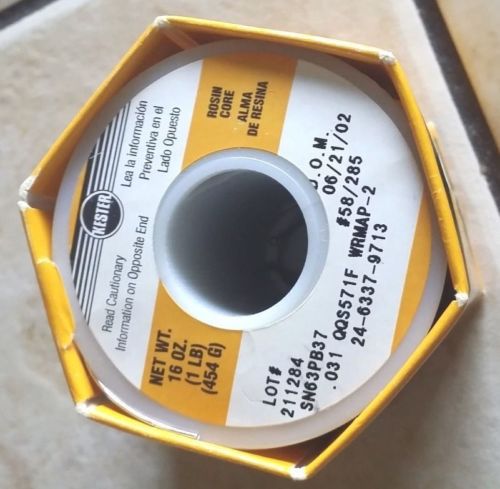 KESTER
Lea la información
Preventiva en el
Lado Opuesto
Read Cautionary
Information on Opposite End
ROSIN
CORE
ALMA
DE RESINA
NET WT.
16 OZ.
(1 LB)
(454 G)
D.O.M.
06/21/02
#58/285
LOT#
211284
SN63PB37
.031 QQS571F WRMAP-2
24-6337-9713